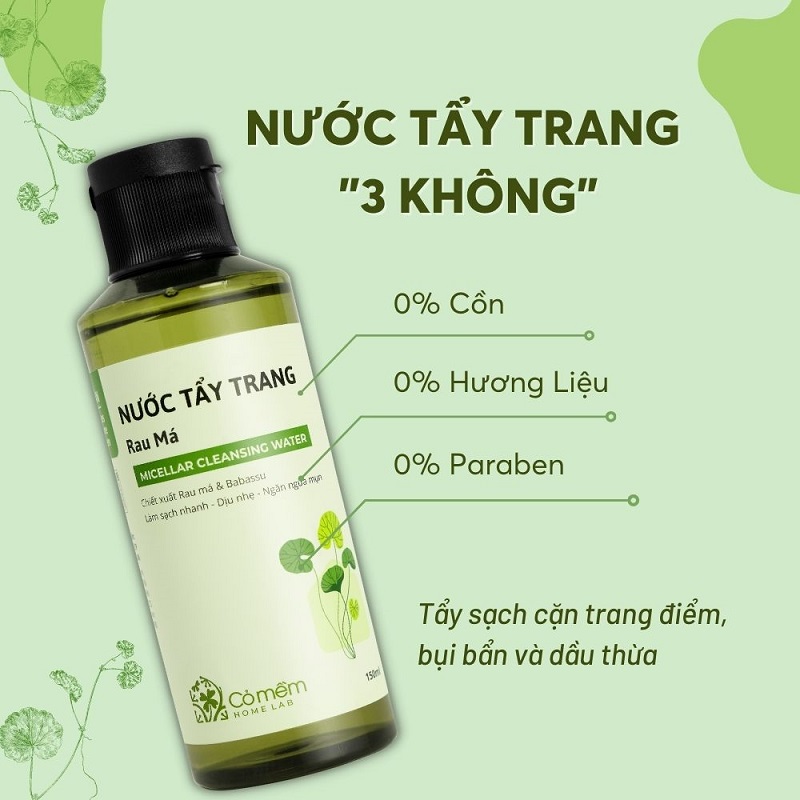 NƯỚC TẨY TRANG
"3 KHÔNG"
0% Cồn
0% Hương Liệu
0% Paraben
Tẩy sạch cặn trang điểm,
bụi bẩn và dầu thừa
NƯỚC TẨY TRANG
Rau Má
MICELLAR CLEANSING WATER
Chiết xuất Rau má & Babassu
Làm sạch nhanh - Dịu nhẹ - Ngăn ngừa mụn
Cỏ mềm
HOME LAB
150ml